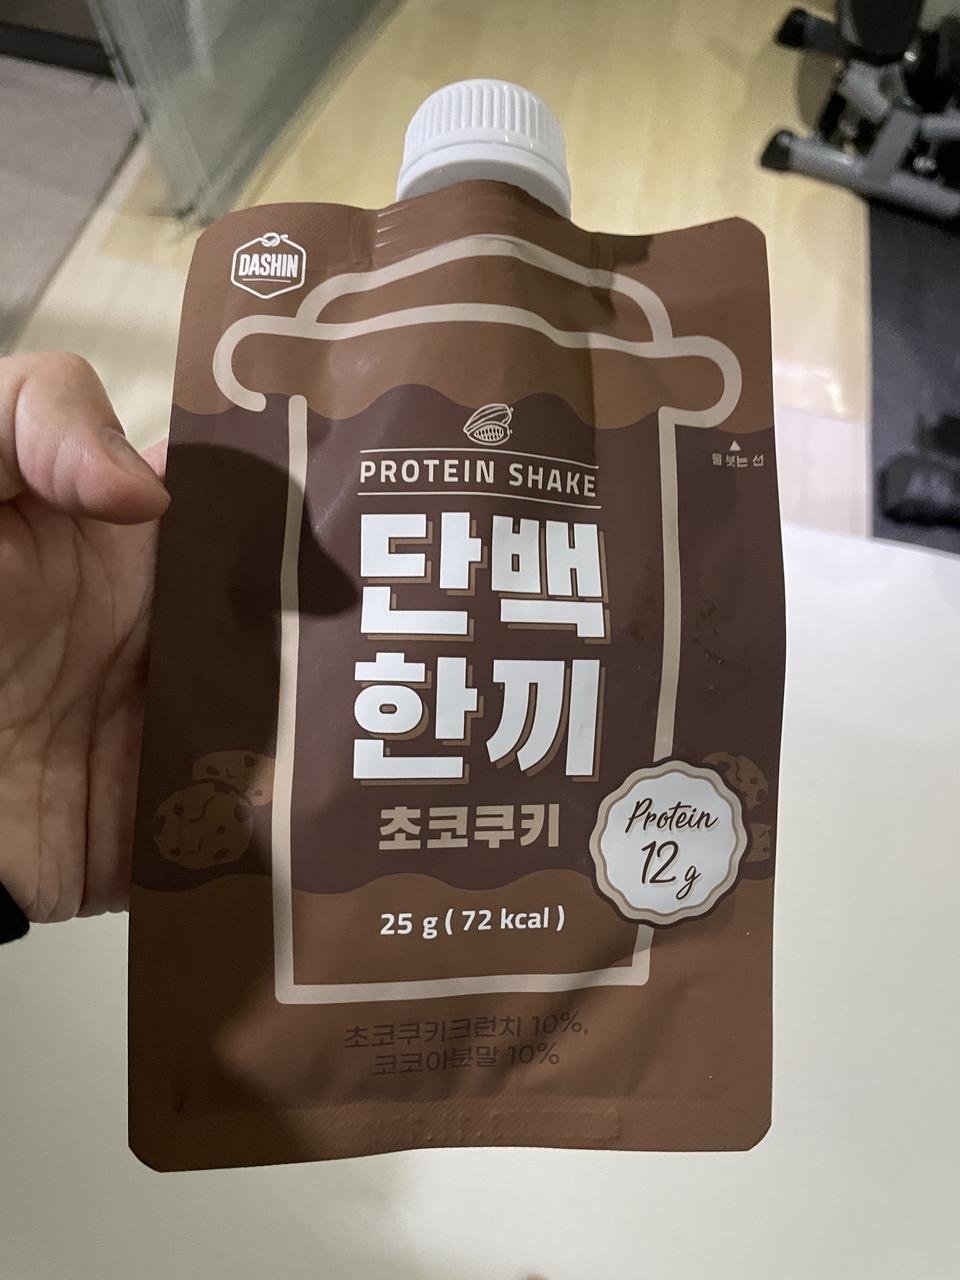 DASHIN
물 붓는 선
PROTEIN SHAKE
단백
한끼
초코쿠키
Protein
12 g
25 g ( 72 kcal )
초코쿠키크런치 10%,
코코아분말 10%